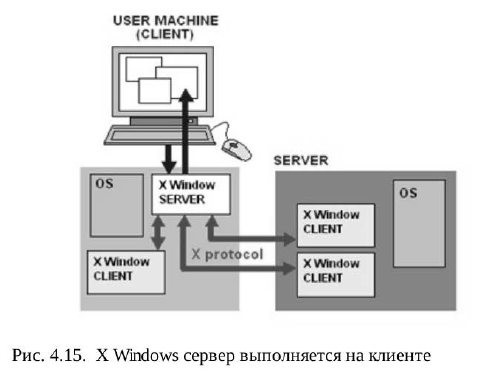 USER MACHINE
(CLIENT)
OS
X Window
SERVER
X Window
CLIENT
X protocol
SERVER
X Window
CLIENT
X Window
CLIENT
OS
Рис. 4.15. X Windows сервер выполняется на клиенте